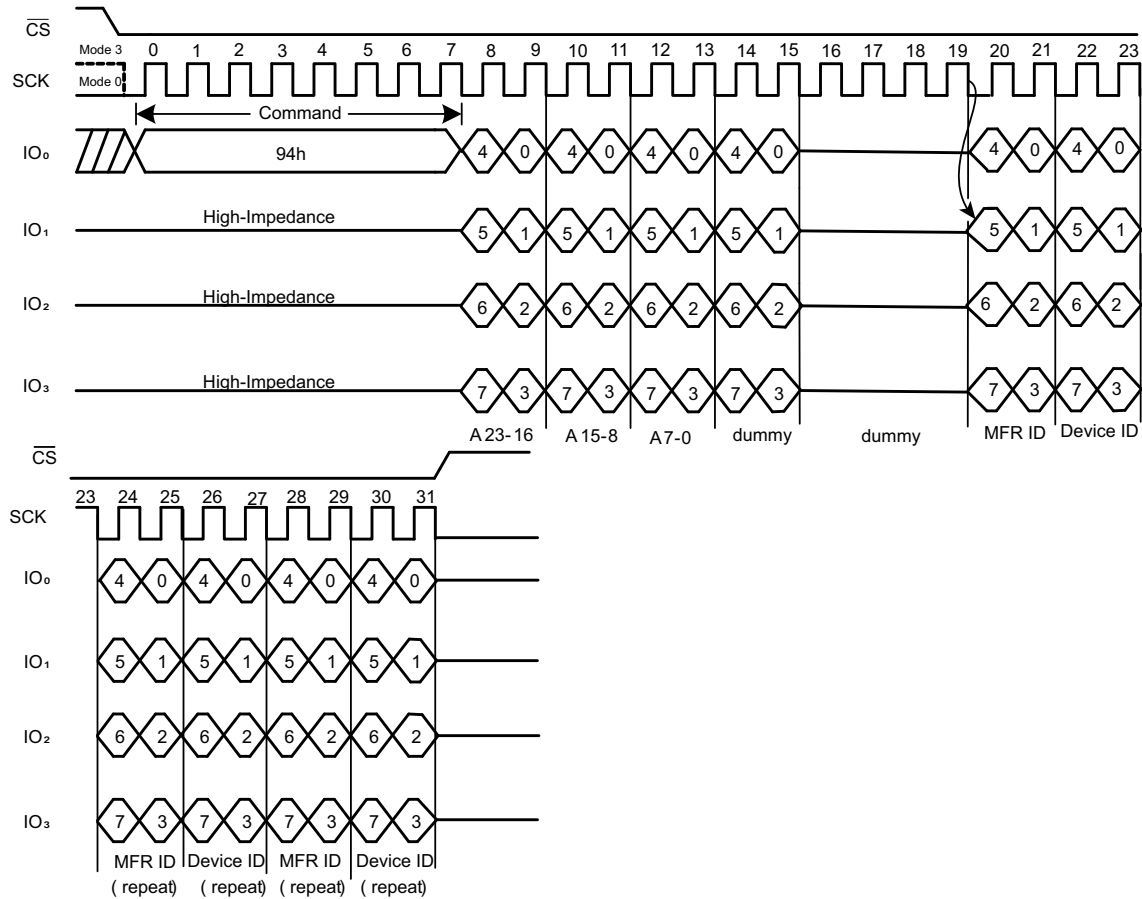 CS
Mode 3 0 1 2 3 4 5 6 7 8 9 10 11 12 13 14 15 16 17 18 19 20 21 22 23
SCK Mode 0
Command
IO₀ 94h 4 0 4 0 4 0 4 0 4 0 4 0
IO₁ High-Impedance 5 1 5 1 5 1 5 1 5 1 5 1
IO₂ High-Impedance 6 2 6 2 6 2 6 2 6 2 6 2
IO₃ High-Impedance 7 3 7 3 7 3 7 3 7 3 7 3
A 23-16 A 15-8 A 7-0 dummy dummy MFR ID Device ID
CS
23 24 25 26 27 28 29 30 31
SCK
IO₀ 4 0 4 0 4 0 4 0
IO₁ 5 1 5 1 5 1 5 1
IO₂ 6 2 6 2 6 2 6 2
IO₃ 7 3 7 3 7 3 7 3
MFR ID Device ID MFR ID Device ID
( repeat) ( repeat) ( repeat) ( repeat)